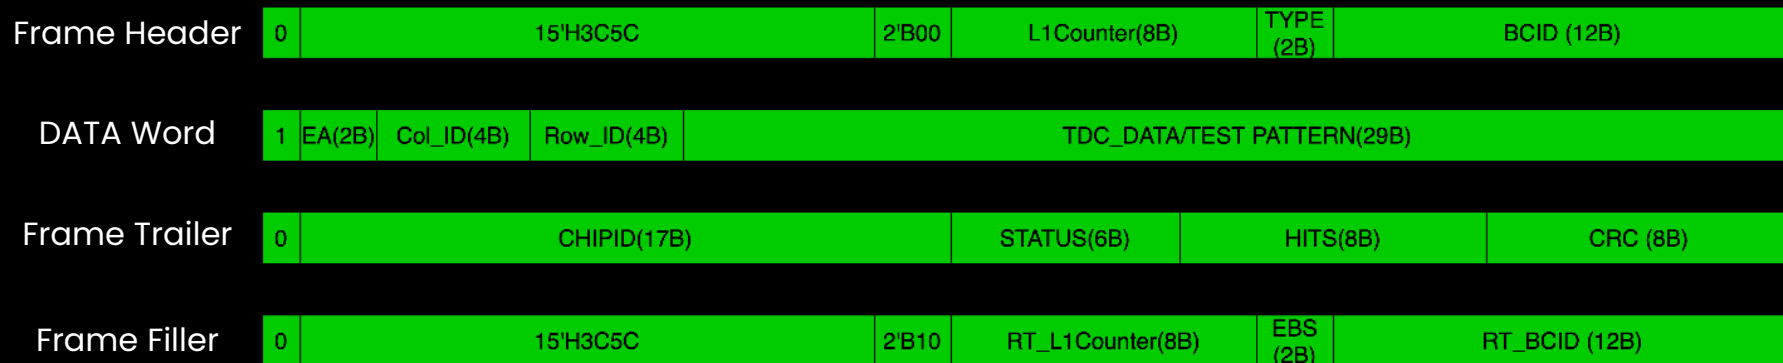 Frame Header 0 15'H3C5C 2'B00 L1Counter(8B) TYPE (2B) BCID (12B)
DATA Word 1 EA(2B) Col_ID(4B) Row_ID(4B) TDC_DATA/TEST PATTERN(29B)
Frame Trailer 0 CHIPID(17B) STATUS(6B) HITS(8B) CRC (8B)
Frame Filler 0 15'H3C5C 2'B10 RT_L1Counter(8B) EBS (2B) RT_BCID (12B)